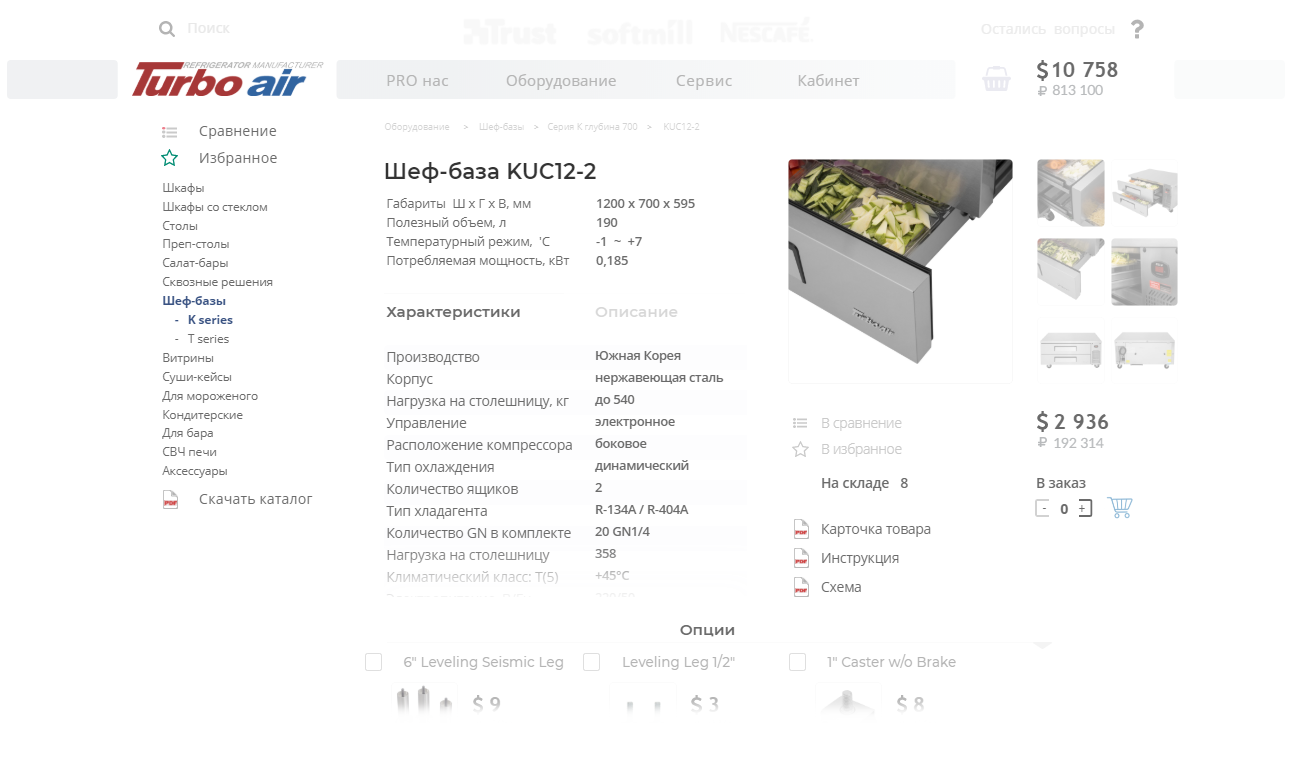 Поиск
Trust softmill NESCAFÉ
Остались вопросы ?
REFRIGERATOR MANUFACTURER
Turbo air
PRO нас Оборудование Сервис Кабинет
$ 10 758
₽ 813 100
Сравнение
Избранное
Шкафы
Шкафы со стеклом
Столы
Преп-столы
Салат-бары
Сквозные решения
Шеф-базы
- K series
- T series
Витрины
Суши-кейсы
Для мороженого
Кондитерские
Для бара
СВЧ печи
Аксессуары
PDF Скачать каталог
Оборудование > Шеф-базы > Серия К глубина 700 > KUC12-2
Шеф-база KUC12-2
Габариты Ш х Г х В, мм 1200 x 700 x 595
Полезный объем, л 190
Температурный режим, 'С -1 ~ +7
Потребляемая мощность, кВт 0,185
Характеристики Описание
Производство Южная Корея
Корпус нержавеющая сталь
Нагрузка на столешницу, кг до 540
Управление электронное
Расположение компрессора боковое
Тип охлаждения динамический
Количество ящиков 2
Тип хладагента R-134A / R-404A
Количество GN в комплекте 20 GN1/4
Нагрузка на столешницу 358
Климатический класс: T(5) +45°C
Turbo air
В сравнение
В избранное
На складе 8
PDF Карточка товара
PDF Инструкция
PDF Схема
$ 2 936
₽ 192 314
В заказ
- 0 +
Опции
6" Leveling Seismic Leg Leveling Leg 1/2" 1" Caster w/o Brake
$ 9 $ 3 $ 8